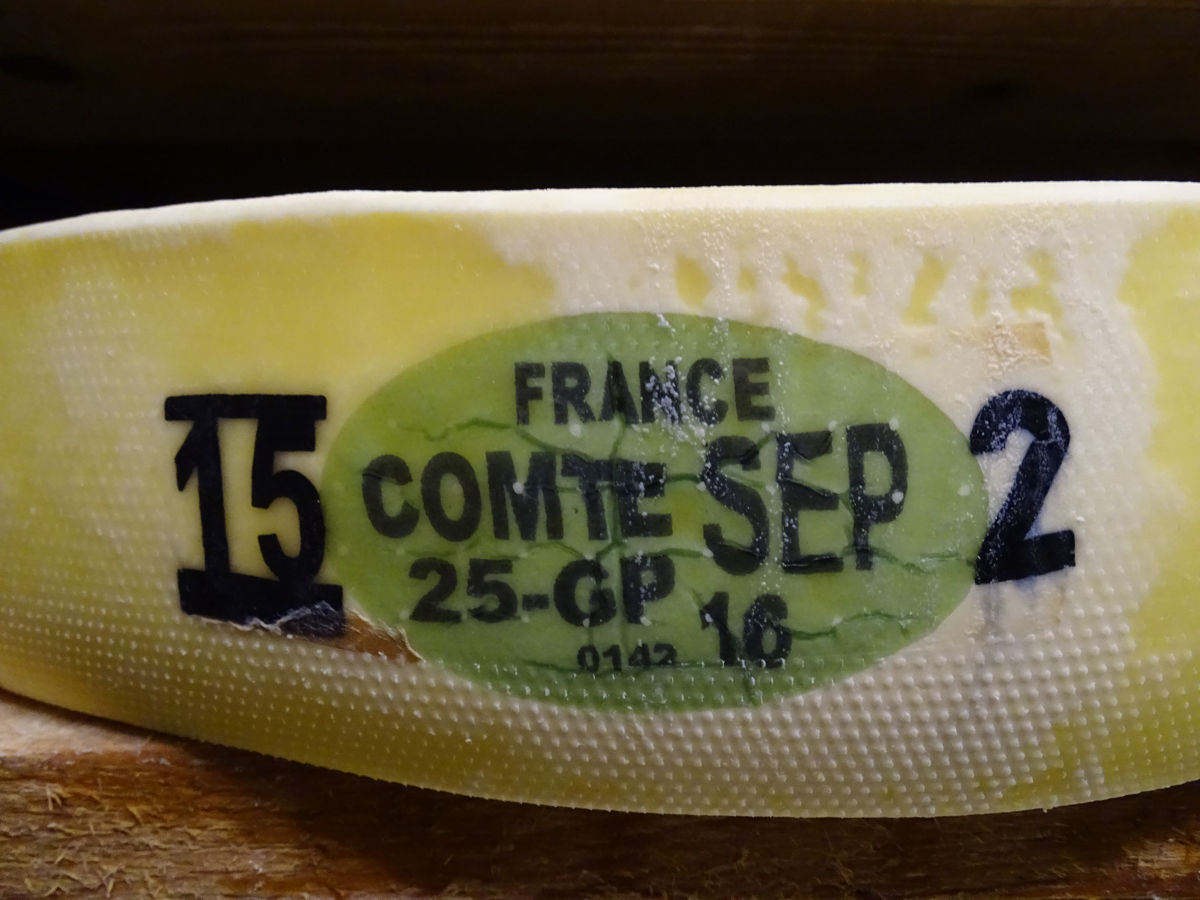 15
FRANCE
COMTE SEP
25-GP 16
0142
2